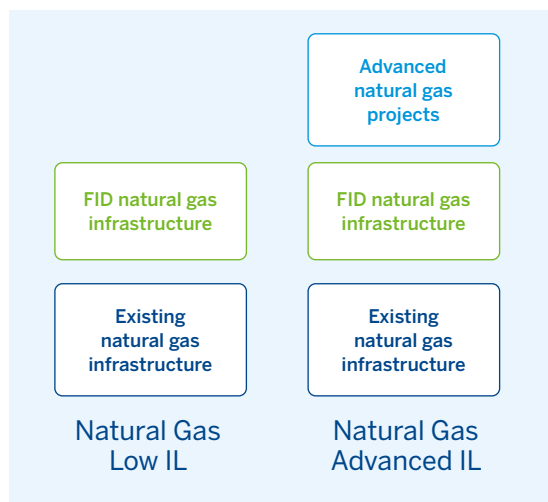 Advanced
natural gas
projects
FID natural gas
infrastructure
FID natural gas
infrastructure
Existing
natural gas
infrastructure
Existing
natural gas
infrastructure
Natural Gas
Low IL
Natural Gas
Advanced IL